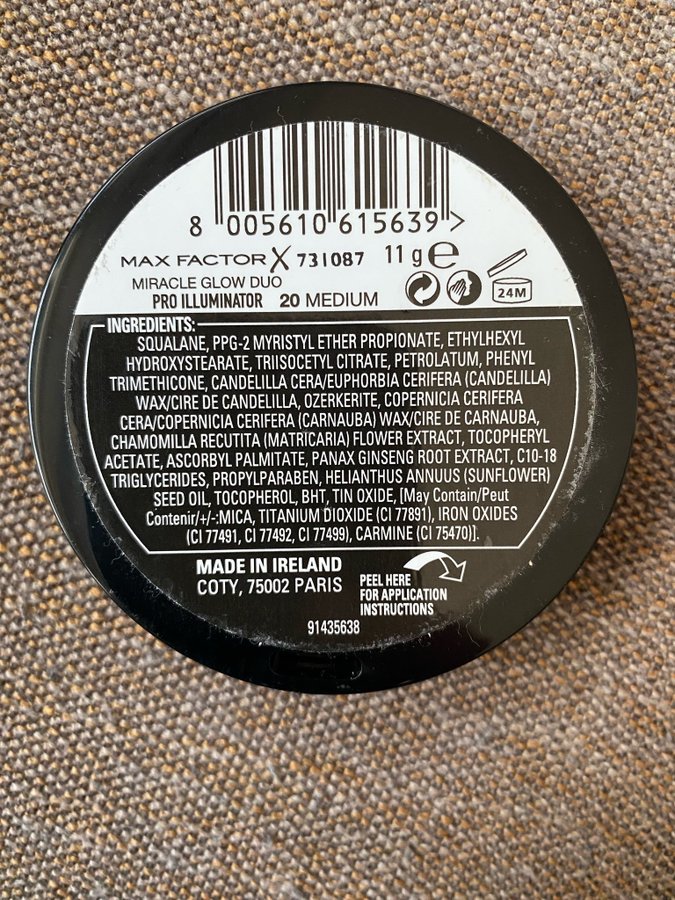 8 005610 615639 >
MAX FACTOR X 731087 11 g e
MIRACLE GLOW DUO
PRO ILLUMINATOR 20 MEDIUM
24M
INGREDIENTS:
SQUALANE, PPG-2 MYRISTYL ETHER PROPIONATE, ETHYLHEXYL
HYDROXYSTEARATE, TRIISOCETYL CITRATE, PETROLATUM, PHENYL
TRIMETHICONE, CANDELILLA CERA/EUPHORBIA CERIFERA (CANDELILLA)
WAX/CIRE DE CANDELILLA, OZERKERITE, COPERNICIA CERIFERA
CERA/COPERNICIA CERIFERA (CARNAUBA) WAX/CIRE DE CARNAUBA,
CHAMOMILLA RECUTITA (MATRICARIA) FLOWER EXTRACT, TOCOPHERYL
ACETATE, ASCORBYL PALMITATE, PANAX GINSENG ROOT EXTRACT, C10-18
TRIGLYCERIDES, PROPYLPARABEN, HELIANTHUS ANNUUS (SUNFLOWER)
SEED OIL, TOCOPHEROL, BHT, TIN OXIDE, [May Contain/Peut
Contenir/+/-:MICA, TITANIUM DIOXIDE (CI 77891), IRON OXIDES
(CI 77491, CI 77492, CI 77499), CARMINE (CI 75470)].
MADE IN IRELAND
COTY, 75002 PARIS
PEEL HERE
FOR APPLICATION
INSTRUCTIONS
91435638